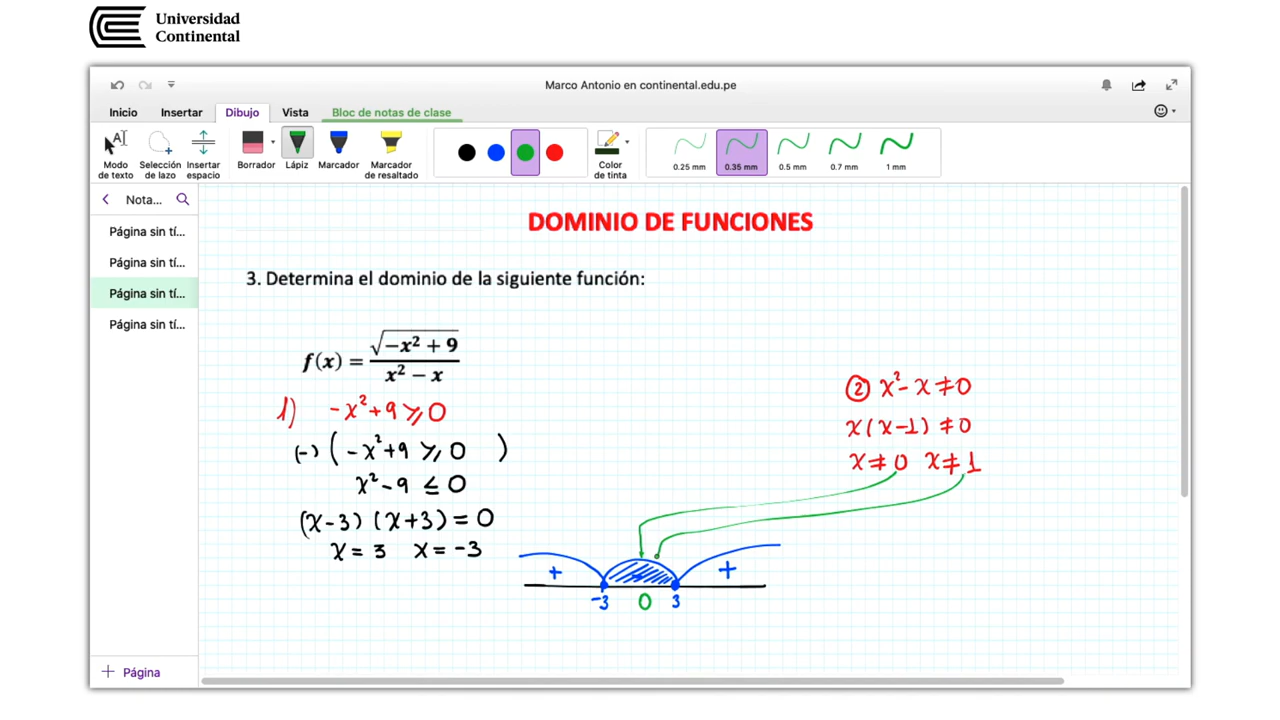 Universidad
Continental
Marco Antonio en continental.edu.pe
Inicio Insertar Dibujo Vista Bloc de notas de clase
Modo de texto
Selección de lazo
Insertar espacio
Borrador
Lápiz
Marcador
Marcador de resaltado
Color de tinta
0.25 mm 0.35 mm 0.5 mm 0.7 mm 1 mm
Nota...
Página sin tí...
Página sin tí...
Página sin tí...
Página sin tí...
+ Página
DOMINIO DE FUNCIONES
3. Determina el dominio de la siguiente función:
f(x) = √(-x² + 9) / (x² - x)
1) -x²+9 ≥ 0
(-) ( -x²+9 ≥ 0 )
x²-9 ≤ 0
(x-3) (x+3) = 0
x = 3 x = -3
② x²- x ≠ 0
x(x-1) ≠ 0
x ≠ 0 x ≠ 1
+ - +
-3 0 3